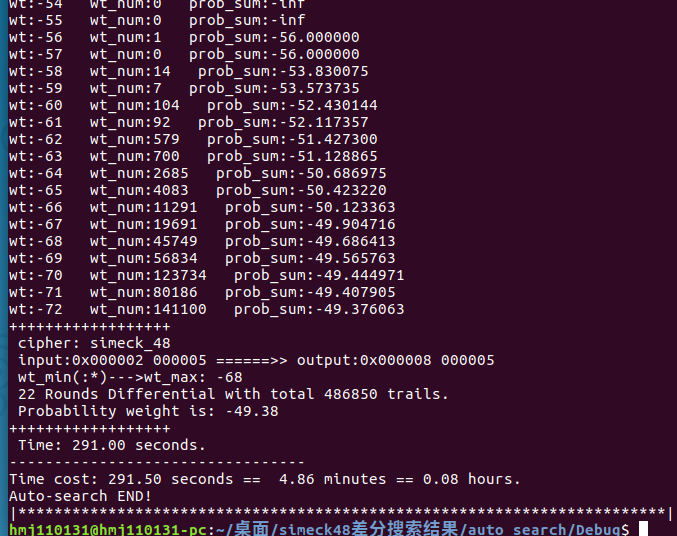 wt:-54   wt_num:0   prob_sum:-inf
wt:-55   wt_num:0   prob_sum:-inf
wt:-56   wt_num:1   prob_sum:-56.000000
wt:-57   wt_num:0   prob_sum:-56.000000
wt:-58   wt_num:14   prob_sum:-53.830075
wt:-59   wt_num:7   prob_sum:-53.573735
wt:-60   wt_num:104   prob_sum:-52.430144
wt:-61   wt_num:92   prob_sum:-52.117357
wt:-62   wt_num:579   prob_sum:-51.427300
wt:-63   wt_num:700   prob_sum:-51.128865
wt:-64   wt_num:2685   prob_sum:-50.686975
wt:-65   wt_num:4083   prob_sum:-50.423220
wt:-66   wt_num:11291   prob_sum:-50.123363
wt:-67   wt_num:19691   prob_sum:-49.904716
wt:-68   wt_num:45749   prob_sum:-49.686413
wt:-69   wt_num:56834   prob_sum:-49.565763
wt:-70   wt_num:123734   prob_sum:-49.444971
wt:-71   wt_num:80186   prob_sum:-49.407905
wt:-72   wt_num:141100   prob_sum:-49.376063
++++++++++++++++++
cipher: simeck_48
input:0x000002 000005 ======>> output:0x000008 000005
wt_min(:*)--->wt_max: -68
22 Rounds Differential with total 486850 trails.
Probability weight is: -49.38
++++++++++++++++++
Time: 291.00 seconds.
---------------------------------
Time cost: 291.50 seconds ==  4.86 minutes == 0.08 hours.
Auto-search END!
|************************************************************************|
hmj110131@hmj110131-pc:~/桌面/simeck48差分搜索结果/auto_search/Debug$